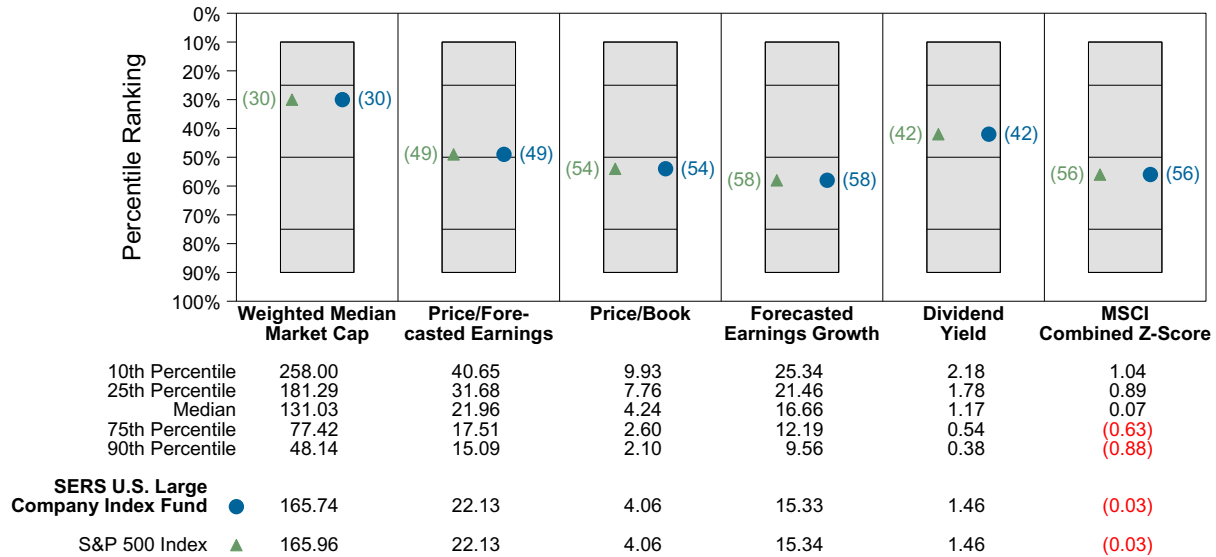 0%
10%
20%
30%
40%
50%
60%
70%
80%
90%
100%
Percentile Ranking
(30) (30)
(49) (49)
(54) (54)
(58) (58)
(42) (42)
(56) (56)
Weighted Median Market Cap
Price/Fore-casted Earnings
Price/Book
Forecasted Earnings Growth
Dividend Yield
MSCI Combined Z-Score
10th Percentile 258.00 40.65 9.93 25.34 2.18 1.04
25th Percentile 181.29 31.68 7.76 21.46 1.78 0.89
Median 131.03 21.96 4.24 16.66 1.17 0.07
75th Percentile 77.42 17.51 2.60 12.19 0.54 (0.63)
90th Percentile 48.14 15.09 2.10 9.56 0.38 (0.88)
SERS U.S. Large
Company Index Fund 165.74 22.13 4.06 15.33 1.46 (0.03)
S&P 500 Index 165.96 22.13 4.06 15.34 1.46 (0.03)